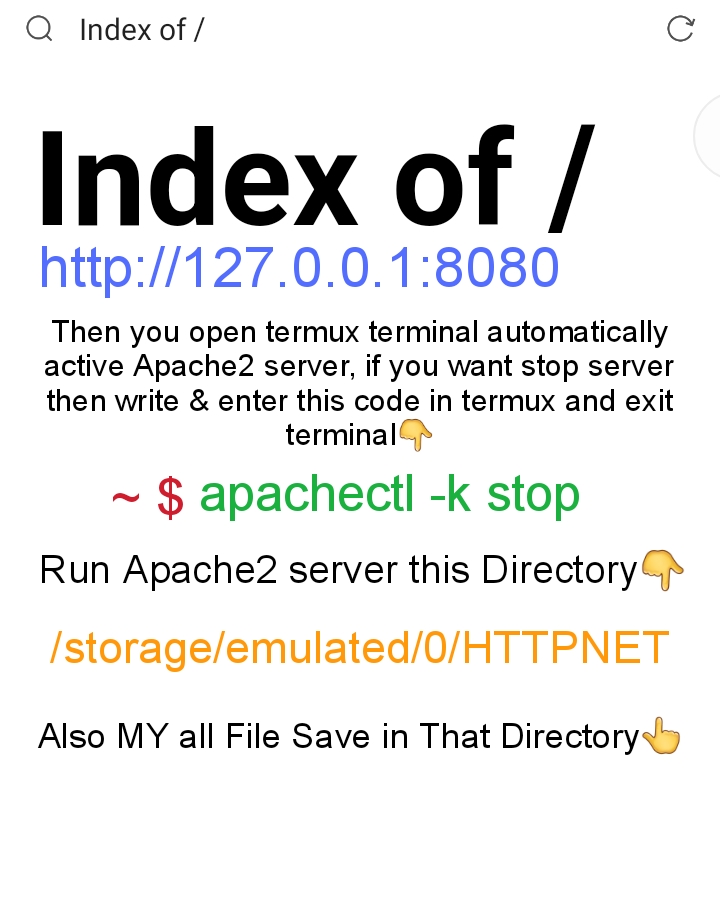 Index of /
Index of /
http://127.0.0.1:8080
Then you open termux terminal automatically
active Apache2 server, if you want stop server
then write & enter this code in termux and exit
terminal👇
~ $ apachectl -k stop
Run Apache2 server this Directory👇
/storage/emulated/0/HTTPNET
Also MY all File Save in That Directory👆